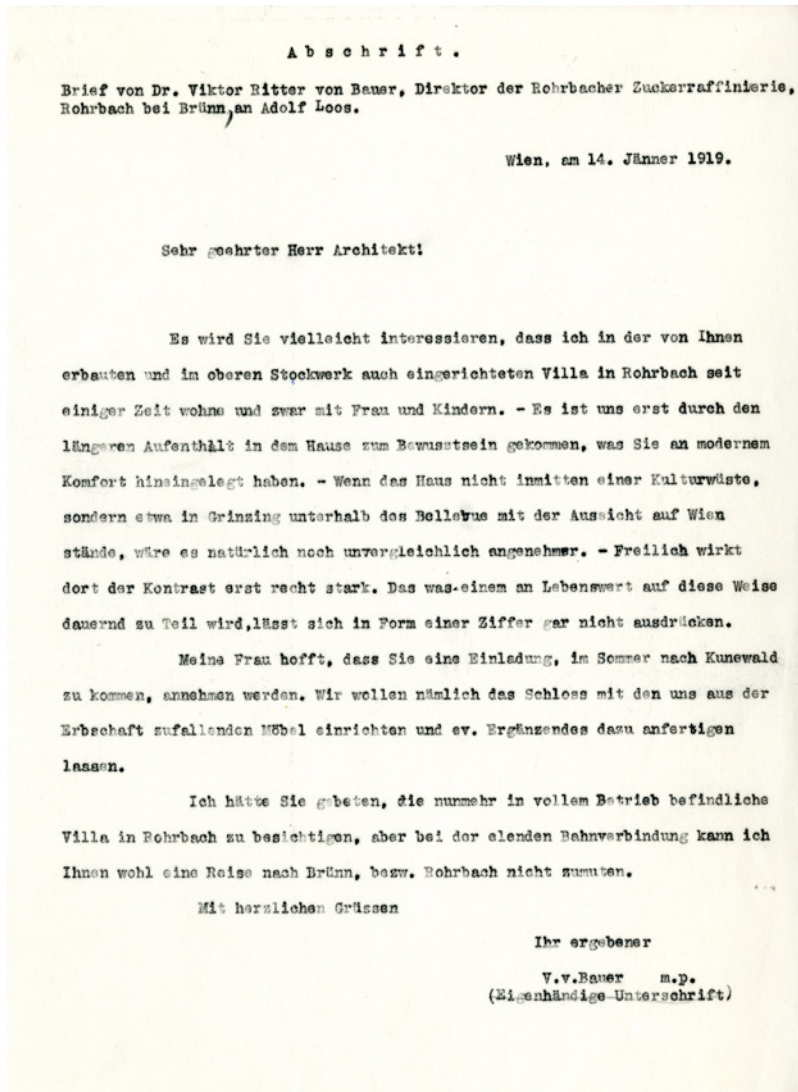 Abschrift.
Brief von Dr. Viktor Ritter von Bauer, Direktor der Rohrbacher Zuckerraffinierie,
Rohrbach bei Brünn, an Adolf Loos.
Wien, am 14. Jänner 1919.
Sehr geehrter Herr Architekt!
Es wird Sie vielleicht interessieren, dass ich in der von Ihnen
erbauten und im oberen Stockwerk auch eingerichteten Villa in Rohrbach seit
einiger Zeit wohne und zwar mit Frau und Kindern. - Es ist uns erst durch den
längeren Aufenthalt in dem Hause zum Bewusstsein gekommen, was Sie an modernem
Komfort hineingelegt haben. - Wenn das Haus nicht inmitten einer Kulturwüste,
sondern etwa in Grinzing unterhalb des Bellevue mit der Aussicht auf Wien
stände, wäre es natürlich noch unvergleichlich angenehmer. - Freilich wirkt
dort der Kontrast erst recht stark. Das was einem an Lebenswert auf diese Weise
dauernd zu Teil wird, lässt sich in Form einer Ziffer gar nicht ausdrücken.
Meine Frau hofft, dass Sie eine Einladung, im Sommer nach Kunewald
zu kommen, annehmen werden. Wir wollen nämlich das Schloss mit den uns aus der
Erbschaft zufallenden Möbel einrichten und ev. Ergänzendes dazu anfertigen
lassen.
Ich hätte Sie gebeten, die nunmehr in vollem Betrieb befindliche
Villa in Rohrbach zu besichtigen, aber bei der elenden Bahnverbindung kann ich
Ihnen wohl eine Reise nach Brünn, bezw. Rohrbach nicht zumuten.
Mit herzlichen Grüssen
Ihr ergebener
V.v.Bauer m.p.
(Eigenhändige Unterschrift)